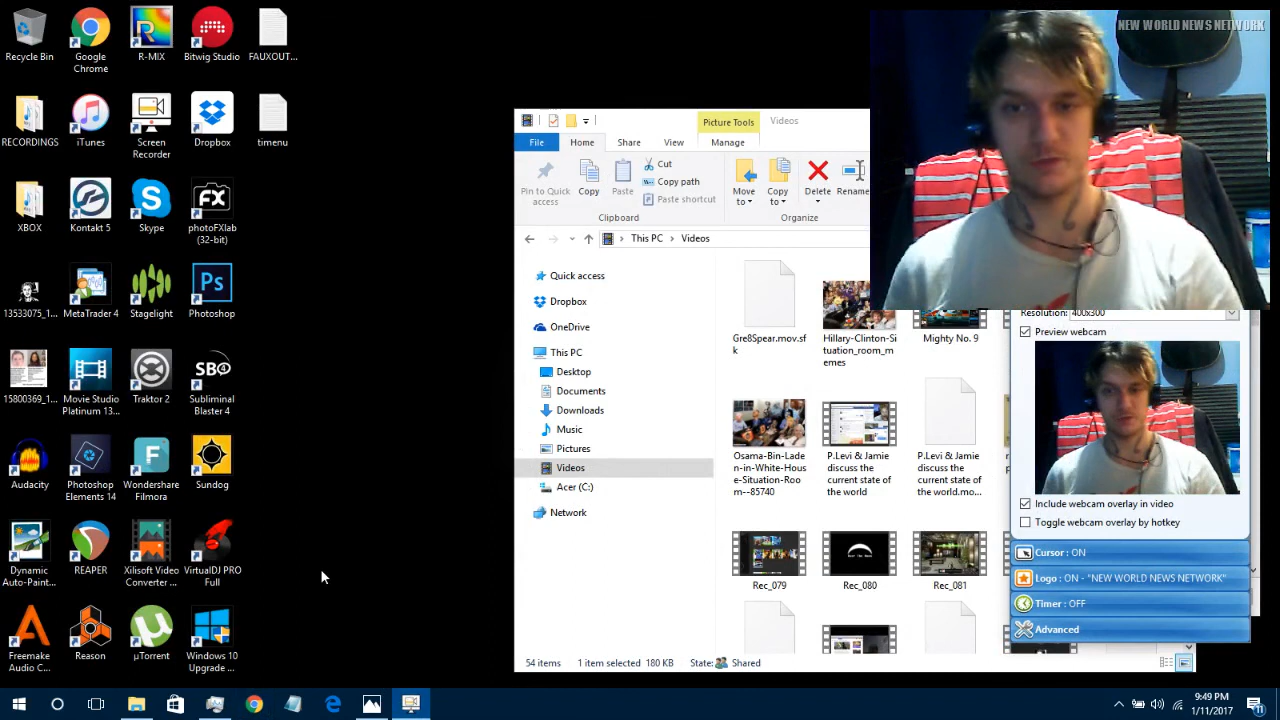 NEW WORLD NEWS NETWORK
Recycle Bin
Google
Chrome
R-MIX
Bitwig Studio
FAUXOUT...
RECORDINGS
iTunes
Screen
Recorder
Dropbox
timenu
XBOX
Kontakt 5
Skype
photoFXlab
(32-bit)
13533075_1...
MetaTrader 4
Stagelight
Photoshop
15800369_1...
Movie Studio
Platinum 13...
Traktor 2
Subliminal
Blaster 4
Audacity
Photoshop
Elements 14
Wondershare
Filmora
Sundog
Dynamic
Auto-Paint...
REAPER
Xilisoft Video
Converter ...
VirtualDJ PRO
Full
Freemake
Audio C...
Reason
µTorrent
Windows 10
Upgrade ...
Picture Tools
Videos
File
Home
Share
View
Manage
Pin to Quick
access
Copy
Paste
Cut
Copy path
Paste shortcut
Move
to
Copy
to
Delete
Rename
Clipboard
Organize
This PC
Videos
Quick access
Dropbox
OneDrive
This PC
Desktop
Documents
Downloads
Music
Pictures
Videos
Acer (C:)
Network
Gre8Spear.mov.sf
k
Hillary-Clinton-Si
tuation_room_m
emes
Mighty No. 9
Osama-Bin-Lade
n-in-White-Hous
e-Situation-Roo
m--85740
P.Levi & Jamie
discuss the
current state of
the world
P.Levi & Jamie
discuss the
current state of
the world.mo...
Rec_079
Rec_080
Rec_081
54 items
1 item selected 180 KB
State:
Shared
Resolution: 400x300
Preview webcam
Include webcam overlay in video
Toggle webcam overlay by hotkey
Cursor : ON
Logo : ON - "NEW WORLD NEWS NETWORK"
Timer : OFF
Advanced
9:49 PM
1/11/2017